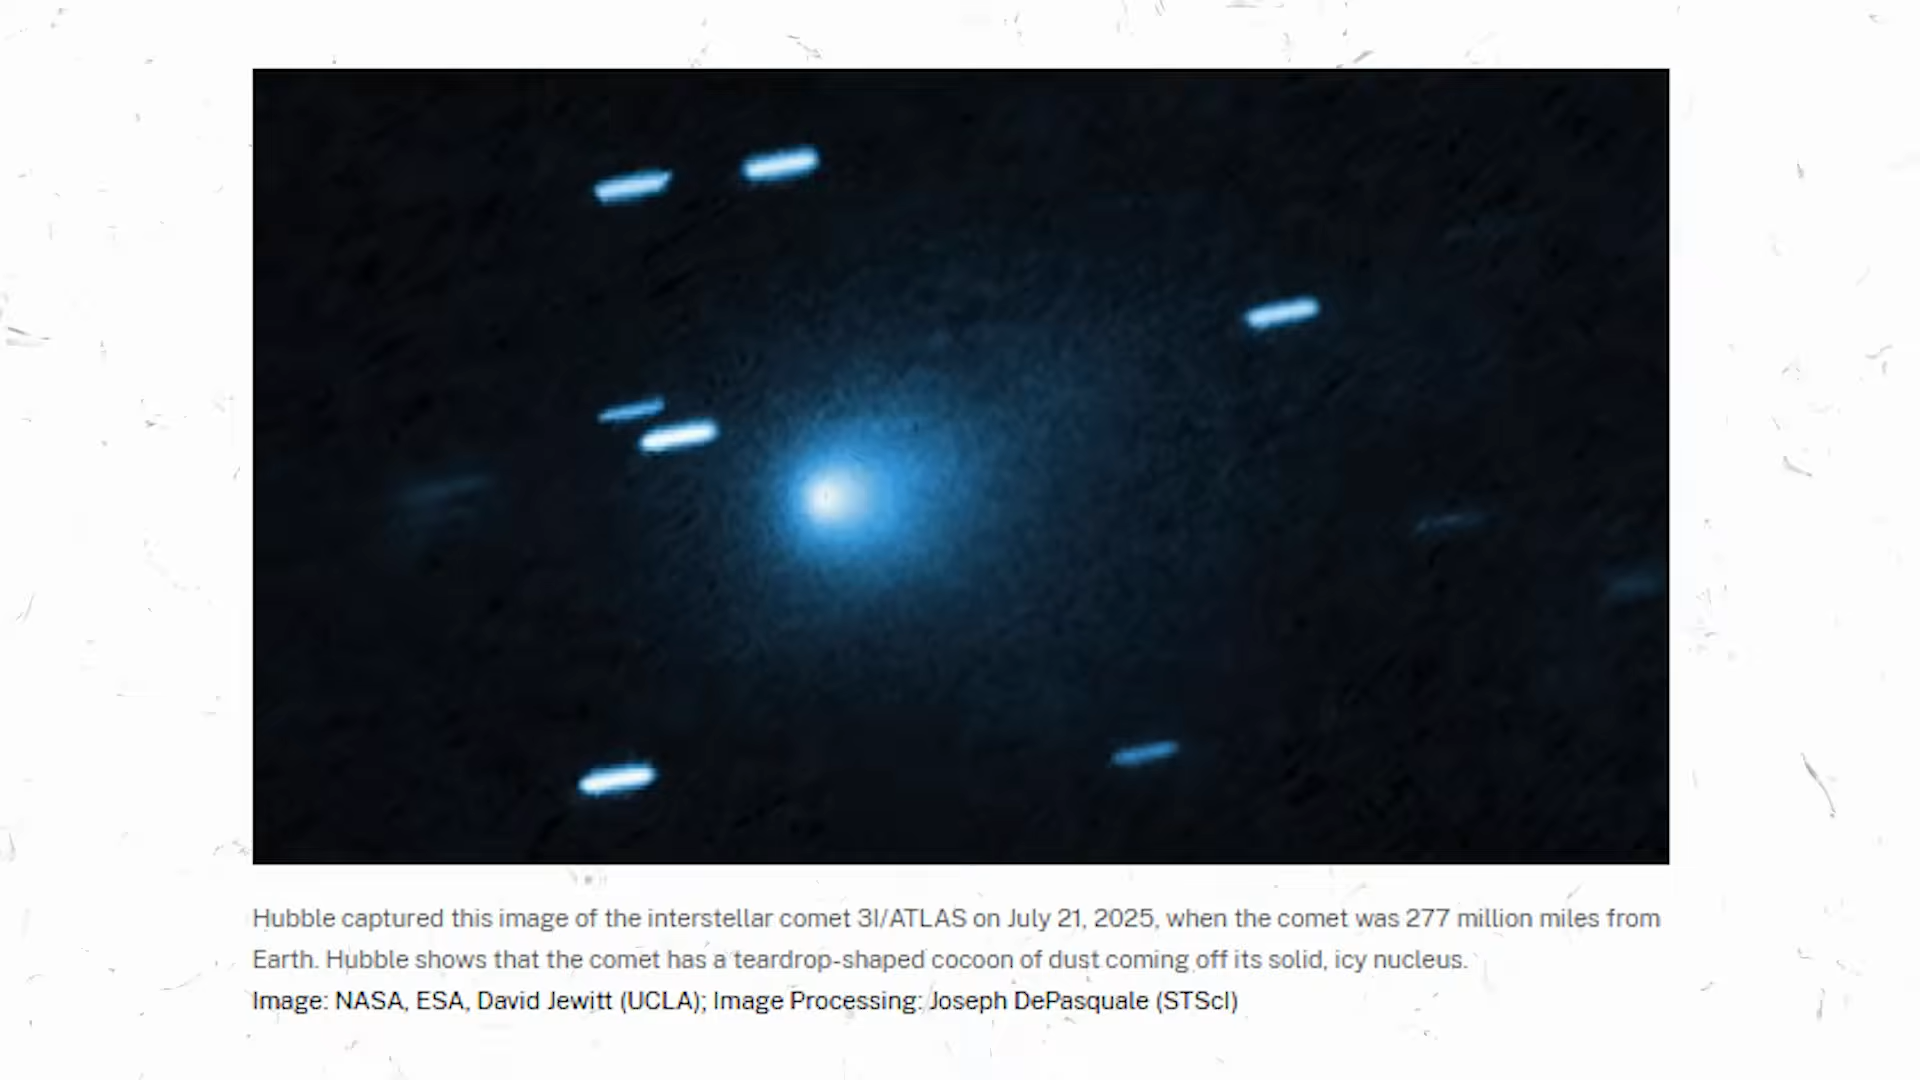 Hubble captured this image of the interstellar comet 3I/ATLAS on July 21, 2025, when the comet was 277 million miles from
Earth. Hubble shows that the comet has a teardrop-shaped cocoon of dust coming off its solid, icy nucleus.
Image: NASA, ESA, David Jewitt (UCLA); Image Processing: Joseph DePasquale (STScI)